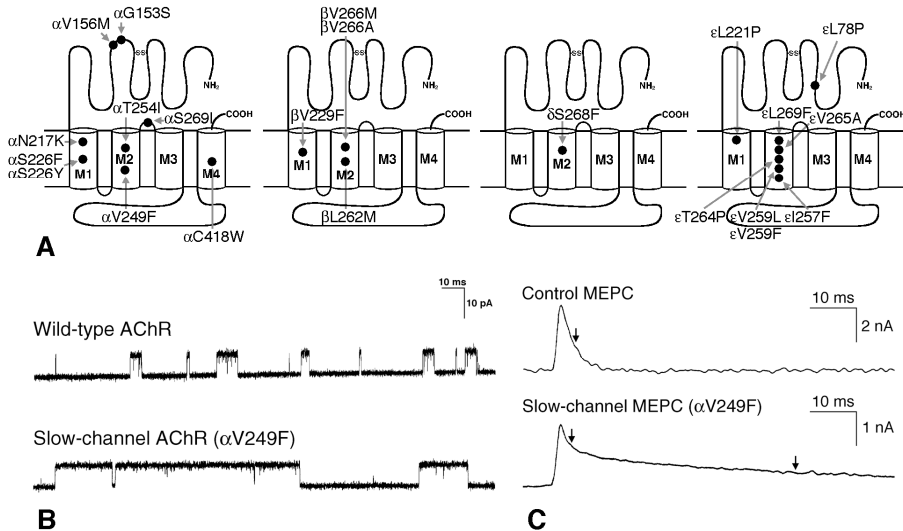 αG153S
αV156M
ss
NH₂
αT254I
αS269I
COOH
αN217K
αS226F
αS226Y
M1
M2
M3
M4
αV249F
αC418W
βV266M
βV266A
ss
NH₂
βV229F
COOH
M1
M2
M3
M4
βL262M
ss
NH₂
δS268F
COOH
M1
M2
M3
M4
εL221P
εL78P
ss
NH₂
εL269F
εV265A
COOH
M1
M3
M4
εT264P
εV259L
εI257F
εV259F
A
10 ms
10 pA
Wild-type AChR
Slow-channel AChR (αV249F)
B
Control MEPC
10 ms
2 nA
Slow-channel MEPC (αV249F)
10 ms
1 nA
C